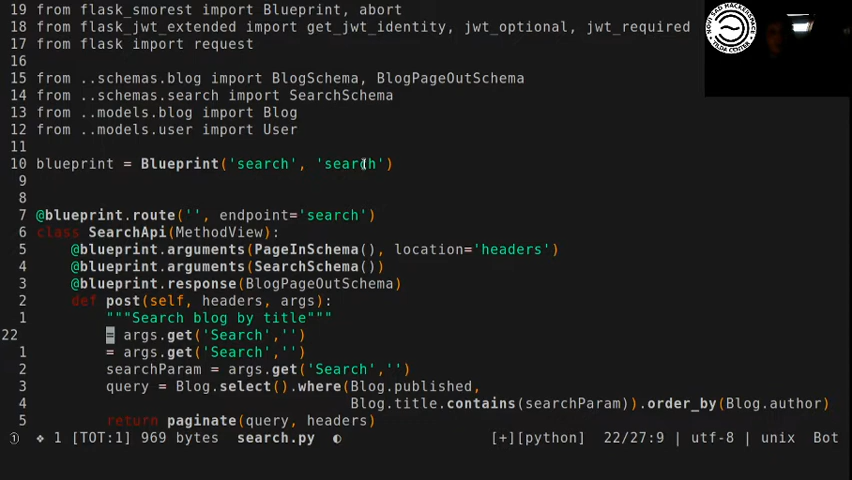 19 from flask_smorest import Blueprint, abort
18 from flask_jwt_extended import get_jwt_identity, jwt_optional, jwt_required
17 from flask import request
16
15 from ..schemas.blog import BlogSchema, BlogPageOutSchema
14 from ..schemas.search import SearchSchema
13 from ..models.blog import Blog
12 from ..models.user import User
11
10 blueprint = Blueprint('search', 'search')
9
8
7 @blueprint.route('', endpoint='search')
6 class SearchApi(MethodView):
5 @blueprint.arguments(PageInSchema(), location='headers')
4 @blueprint.arguments(SearchSchema())
3 @blueprint.response(BlogPageOutSchema)
2 def post(self, headers, args):
1 """Search blog by title"""
22 = args.get('Search','')
1 = args.get('Search','')
2 searchParam = args.get('Search','')
3 query = Blog.select().where(Blog.published,
4 Blog.title.contains(searchParam)).order_by(Blog.author)
5 return paginate(query, headers)
① ❖ 1 [TOT:1] 969 bytes search.py ◐ [+][python] 22/27:9 | utf-8 | unix Bot
NOVI SAD HACKERSPACE
TILDA CENTER